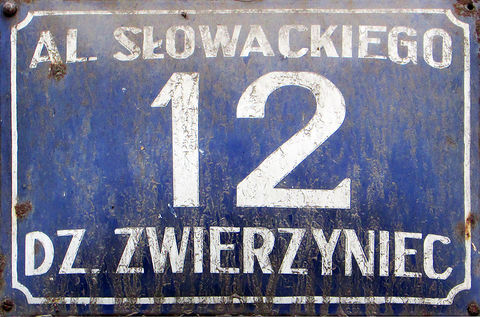 AL. SŁOWACKIEGO
12
DZ. ZWIERZYNIEC